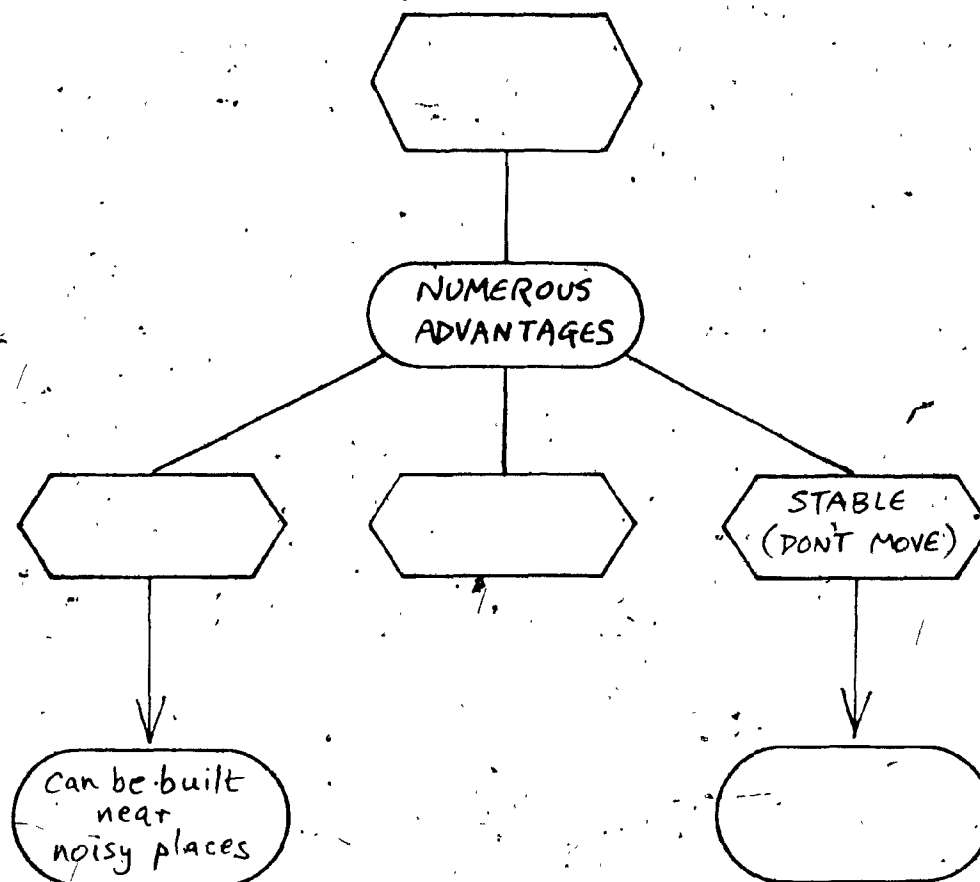 NUMEROUS
ADVANTAGES
STABLE
(DON'T MOVE)
can be built
near
noisy places